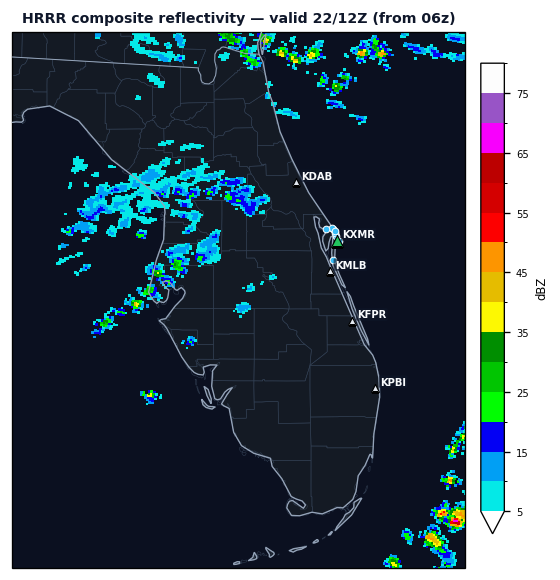 HRRR composite reflectivity — valid 22/12Z (from 06z)
KDAB
KXMR
KMLB
KFPR
KPBI
75
65
55
45
35
25
15
5
dBZ